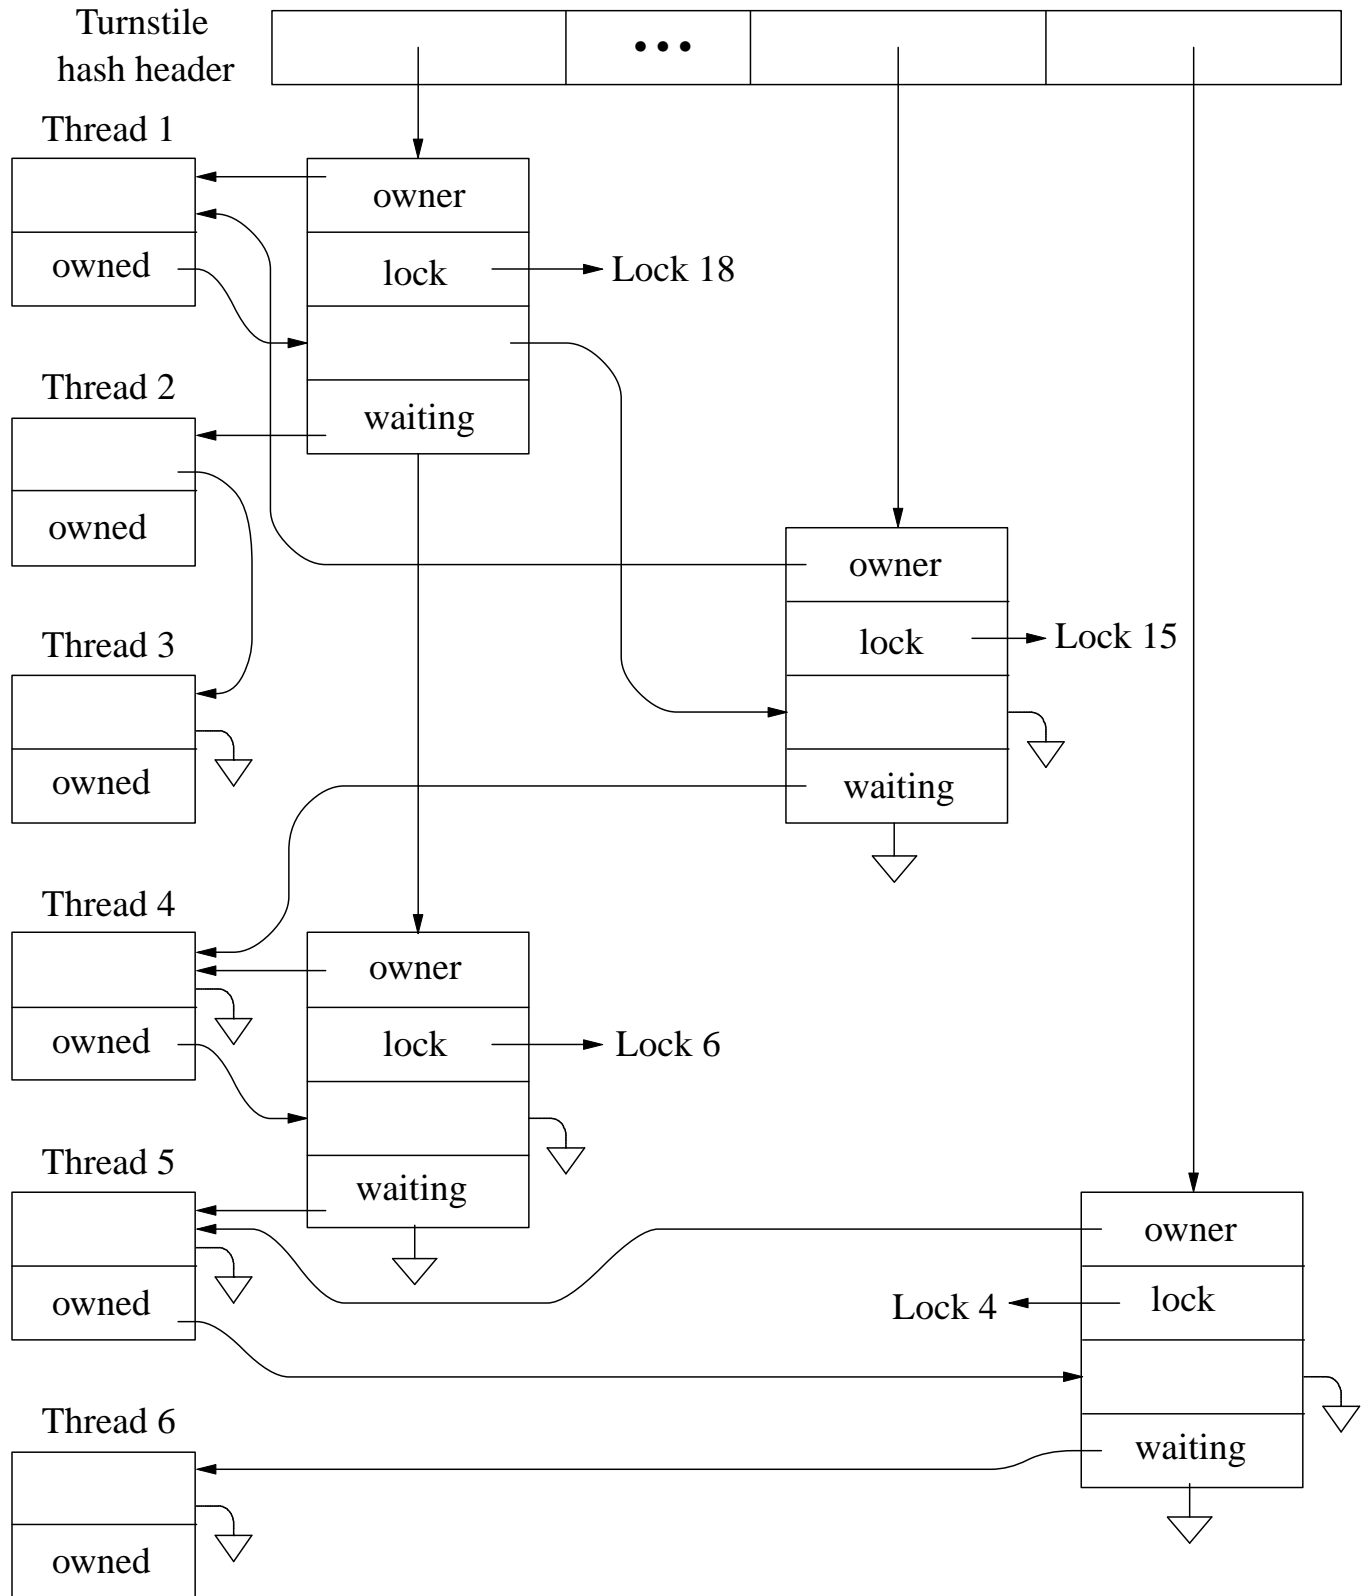 Turnstile
hash header
Thread 1
owner
owned
lock
Lock 18
Thread 2
waiting
owned
owner
Thread 3
lock
Lock 15
owned
waiting
Thread 4
owner
owned
lock
Lock 6
Thread 5
waiting
owner
owned
Lock 4
lock
Thread 6
waiting
owned